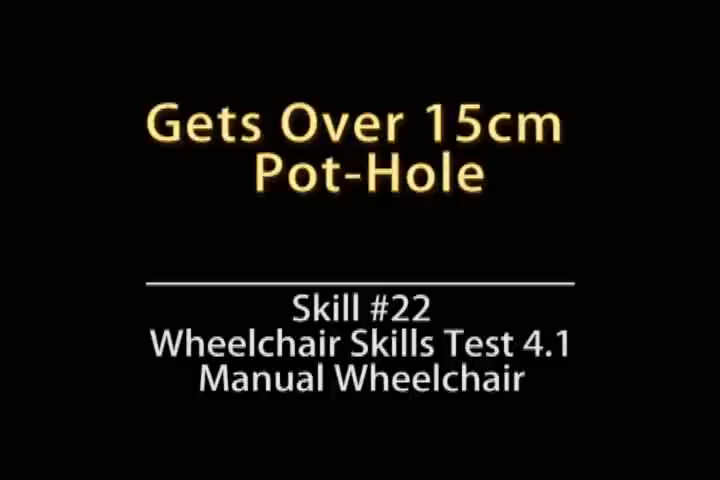 Gets Over 15cm
Pot-Hole
Skill #22
Wheelchair Skills Test 4.1
Manual Wheelchair